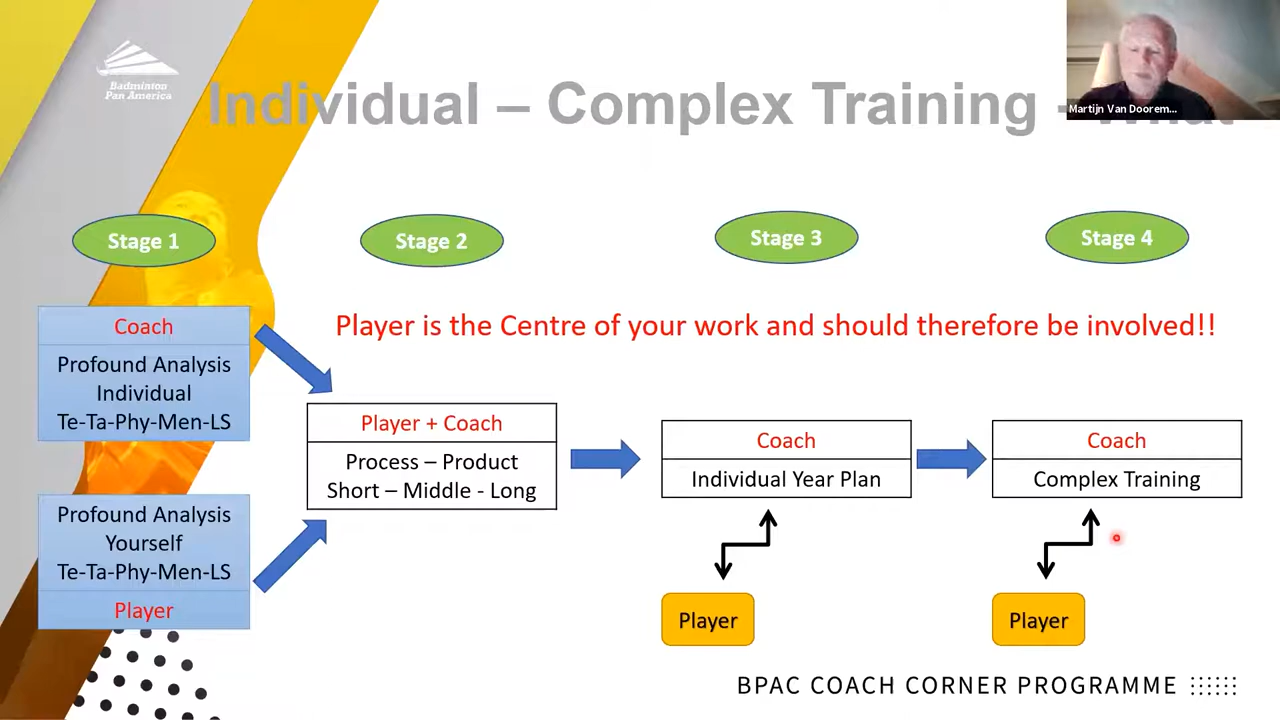 Badminton
Pan America
Individual – Complex Training -
Martijn Van Doorem...
Stage 1
Stage 2
Stage 3
Stage 4
Player is the Centre of your work and should therefore be involved!!
Coach
Profound Analysis
Individual
Te-Ta-Phy-Men-LS
Profound Analysis
Yourself
Te-Ta-Phy-Men-LS
Player
Player + Coach
Process – Product
Short – Middle - Long
Coach
Individual Year Plan
Player
Coach
Complex Training
Player
BPAC COACH CORNER PROGRAMME